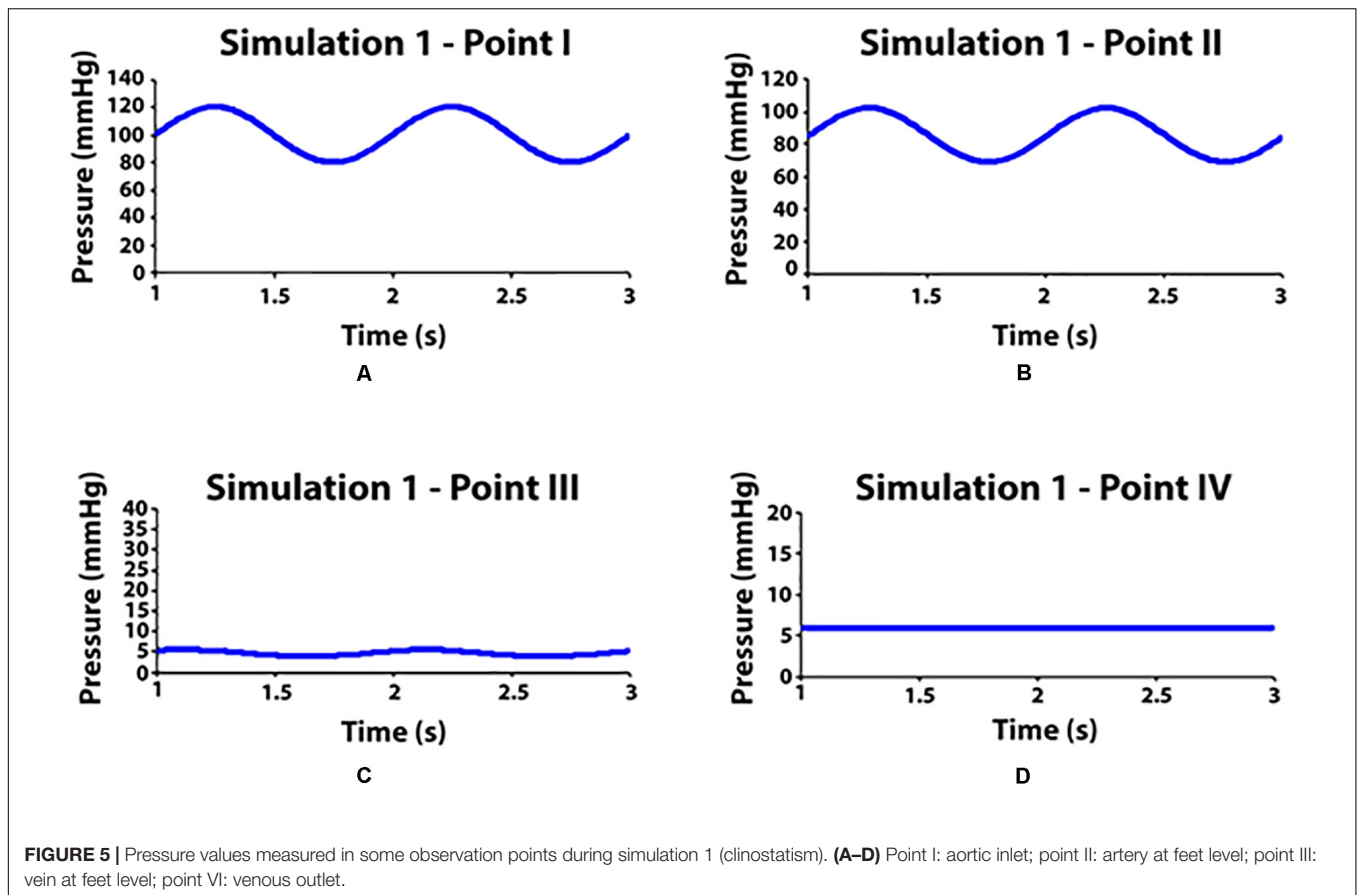 Simulation 1 - Point I
Pressure (mmHg)
140
120
100
80
60
40
20
0
1
1.5
2
2.5
3
Time (s)
A
Simulation 1 - Point II
Pressure (mmHg)
120
100
80
60
40
20
0
1
1.5
2
2.5
3
Time (s)
B
Simulation 1 - Point III
Pressure (mmHg)
40
35
30
25
20
15
10
5
0
1
1.5
2
2.5
3
Time (s)
C
Simulation 1 - Point IV
Pressure (mmHg)
20
15
10
5
0
1
1.5
2
2.5
3
Time (s)
D
FIGURE 5 | Pressure values measured in some observation points during simulation 1 (clinostatism). (A–D) Point I: aortic inlet; point II: artery at feet level; point III:
vein at feet level; point VI: venous outlet.